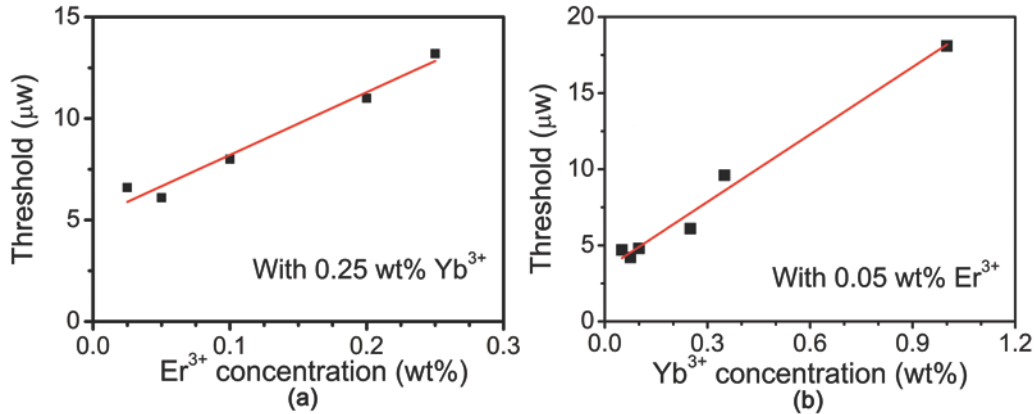 15
10
5
0
Threshold (μw)
With 0.25 wt% Yb³⁺
0.0 0.1 0.2 0.3
Er³⁺ concentration (wt%)
(a)
20
15
10
5
0
Threshold (μw)
With 0.05 wt% Er³⁺
0.0 0.3 0.6 0.9 1.2
Yb³⁺ concentration (wt%)
(b)